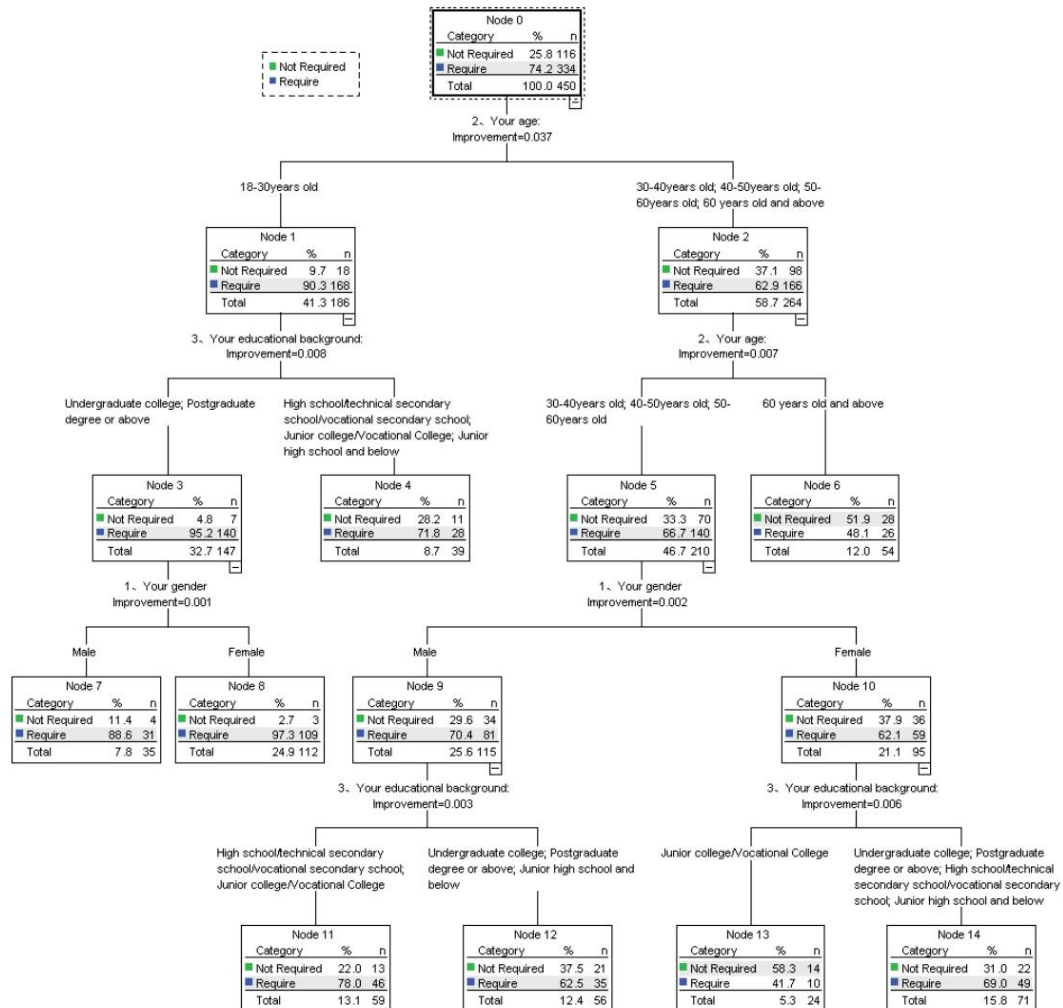 Node 0
Category % n
Not Required 25.8 116
Require 74.2 334
Total 100.0 450
Not Required
Require
2、Your age:
Improvement=0.037
18-30years old
30-40years old; 40-50years old; 50-
60years old; 60 years old and above
Node 1
Category % n
Not Required 9.7 18
Require 90.3 168
Total 41.3 186
Node 2
Category % n
Not Required 37.1 98
Require 62.9 166
Total 58.7 264
3、Your educational background:
Improvement=0.008
2、Your age:
Improvement=0.007
Undergraduate college; Postgraduate
degree or above
High school/technical secondary
school/vocational secondary school;
Junior college/Vocational College; Junior
high school and below
30-40years old; 40-50years old; 50-
60years old
60 years old and above
Node 3
Category % n
Not Required 4.8 7
Require 95.2 140
Total 32.7 147
Node 4
Category % n
Not Required 28.2 11
Require 71.8 28
Total 8.7 39
Node 5
Category % n
Not Required 33.3 70
Require 66.7 140
Total 46.7 210
Node 6
Category % n
Not Required 51.9 28
Require 48.1 26
Total 12.0 54
1、Your gender
Improvement=0.001
1、Your gender
Improvement=0.002
Male
Female
Male
Female
Node 7
Category % n
Not Required 11.4 4
Require 88.6 31
Total 7.8 35
Node 8
Category % n
Not Required 2.7 3
Require 97.3 109
Total 24.9 112
Node 9
Category % n
Not Required 29.6 34
Require 70.4 81
Total 25.6 115
Node 10
Category % n
Not Required 37.9 36
Require 62.1 59
Total 21.1 95
3、Your educational background:
Improvement=0.003
3、Your educational background:
Improvement=0.006
High school/technical secondary
school/vocational secondary school;
Junior college/Vocational College
Undergraduate college; Postgraduate
degree or above; Junior high school and
below
Junior college/Vocational College
Undergraduate college; Postgraduate
degree or above; High school/technical
secondary school/vocational secondary
school; Junior high school and below
Node 11
Category % n
Not Required 22.0 13
Require 78.0 46
Total 13.1 59
Node 12
Category % n
Not Required 37.5 21
Require 62.5 35
Total 12.4 56
Node 13
Category % n
Not Required 58.3 14
Require 41.7 10
Total 5.3 24
Node 14
Category % n
Not Required 31.0 22
Require 69.0 49
Total 15.8 71